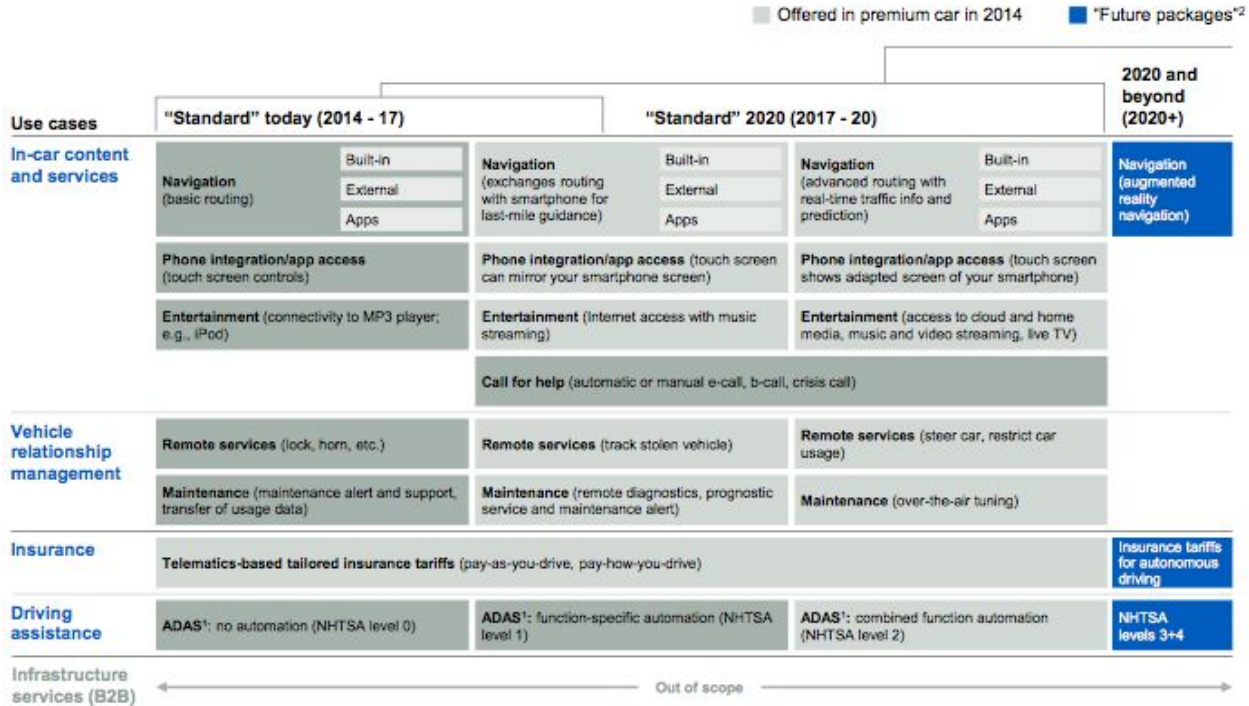 Offered in premium car in 2014
"Future packages"²
Use cases
"Standard" today (2014 - 17)
"Standard" 2020 (2017 - 20)
2020 and
beyond
(2020+)
In-car content
and services
Navigation
(basic routing)
Built-in
External
Apps
Navigation
(exchanges routing
with smartphone for
last-mile guidance)
Built-in
External
Apps
Navigation
(advanced routing with
real-time traffic info and
prediction)
Built-in
External
Apps
Navigation
(augmented
reality
navigation)
Phone integration/app access
(touch screen controls)
Phone integration/app access (touch screen
can mirror your smartphone screen)
Phone integration/app access (touch screen
shows adapted screen of your smartphone)
Entertainment (connectivity to MP3 player;
e.g., iPod)
Entertainment (Internet access with music
streaming)
Entertainment (access to cloud and home
media, music and video streaming, live TV)
Call for help (automatic or manual e-call, b-call, crisis call)
Vehicle
relationship
management
Remote services (lock, horn, etc.)
Remote services (track stolen vehicle)
Remote services (steer car, restrict car
usage)
Maintenance (maintenance alert and support,
transfer of usage data)
Maintenance (remote diagnostics, prognostic
service and maintenance alert)
Maintenance (over-the-air tuning)
Insurance
Telematics-based tailored insurance tariffs (pay-as-you-drive, pay-how-you-drive)
Insurance tariffs
for autonomous
driving
Driving
assistance
ADAS¹: no automation (NHTSA level 0)
ADAS¹: function-specific automation (NHTSA
level 1)
ADAS¹: combined function automation
(NHTSA level 2)
NHTSA
levels 3+4
Infrastructure
services (B2B)
Out of scope